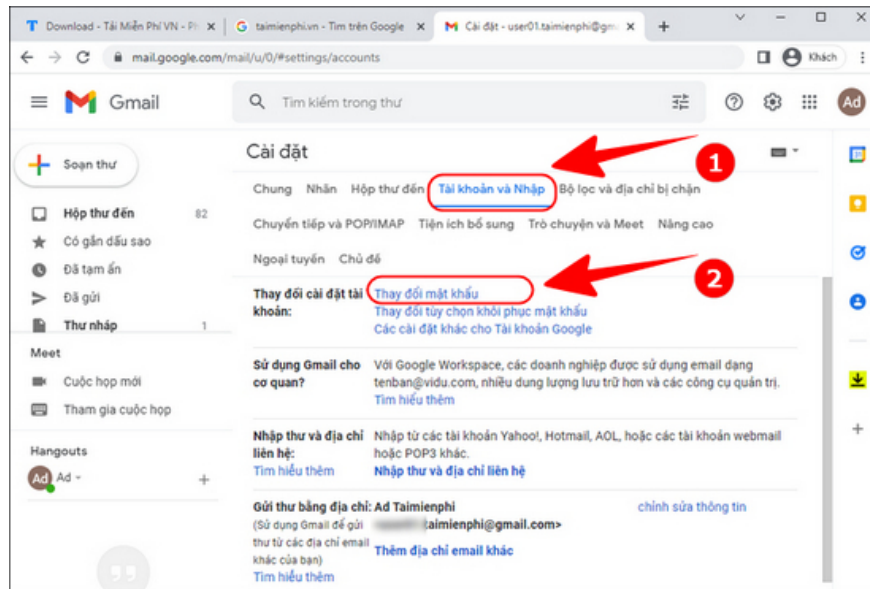 Download - Tải Miễn Phí VN - Ph
taimienphi.vn - Tìm trên Google
Cài đặt - user01.taimienphi@gm
mail.google.com/mail/u/0/#settings/accounts
Khách
Gmail
Tìm kiếm trong thư
Ad
Soạn thư
Hộp thư đến 82
Có gắn dấu sao
Đã tạm ẩn
Đã gửi
Thư nháp 1
Meet
Cuộc họp mới
Tham gia cuộc họp
Hangouts
Ad Ad
Cài đặt
1
Chung Nhãn Hộp thư đến Tài khoản và Nhập Bộ lọc và địa chỉ bị chặn
Chuyển tiếp và POP/IMAP Tiện ích bổ sung Trò chuyện và Meet Nâng cao
Ngoại tuyến Chủ đề
2
Thay đổi cài đặt tài khoản:
Thay đổi mật khẩu
Thay đổi tùy chọn khôi phục mật khẩu
Các cài đặt khác cho Tài khoản Google
Sử dụng Gmail cho
cơ quan?
Với Google Workspace, các doanh nghiệp được sử dụng email dạng
tenban@vidu.com, nhiều dung lượng lưu trữ hơn và các công cụ quản trị.
Tìm hiểu thêm
Nhập thư và địa chỉ
liên hệ:
Tìm hiểu thêm
Nhập từ các tài khoản Yahoo!, Hotmail, AOL, hoặc các tài khoản webmail
hoặc POP3 khác.
Nhập thư và địa chỉ liên hệ
Gửi thư bằng địa chỉ:
(Sử dụng Gmail để gửi
thư từ các địa chỉ email
khác của bạn)
Tìm hiểu thêm
Ad Taimienphi
taimienphi@gmail.com>
chỉnh sửa thông tin
Thêm địa chỉ email khác